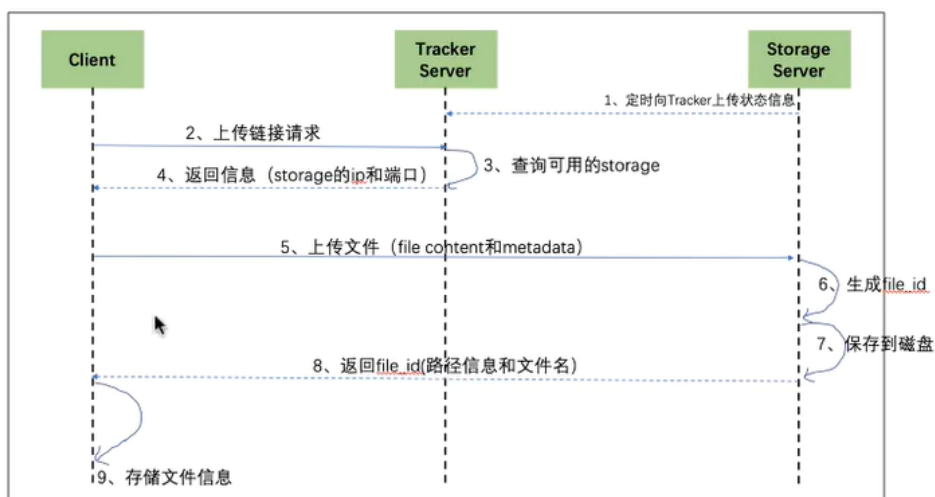 Client
Tracker
Server
Storage
Server
1、定时向Tracker上传状态信息
2、上传链接请求
3、查询可用的storage
4、返回信息（storage的ip和端口）
5、上传文件（file content和metadata）
6、生成file_id
7、保存到磁盘
8、返回file_id(路径信息和文件名）
9、存储文件信息